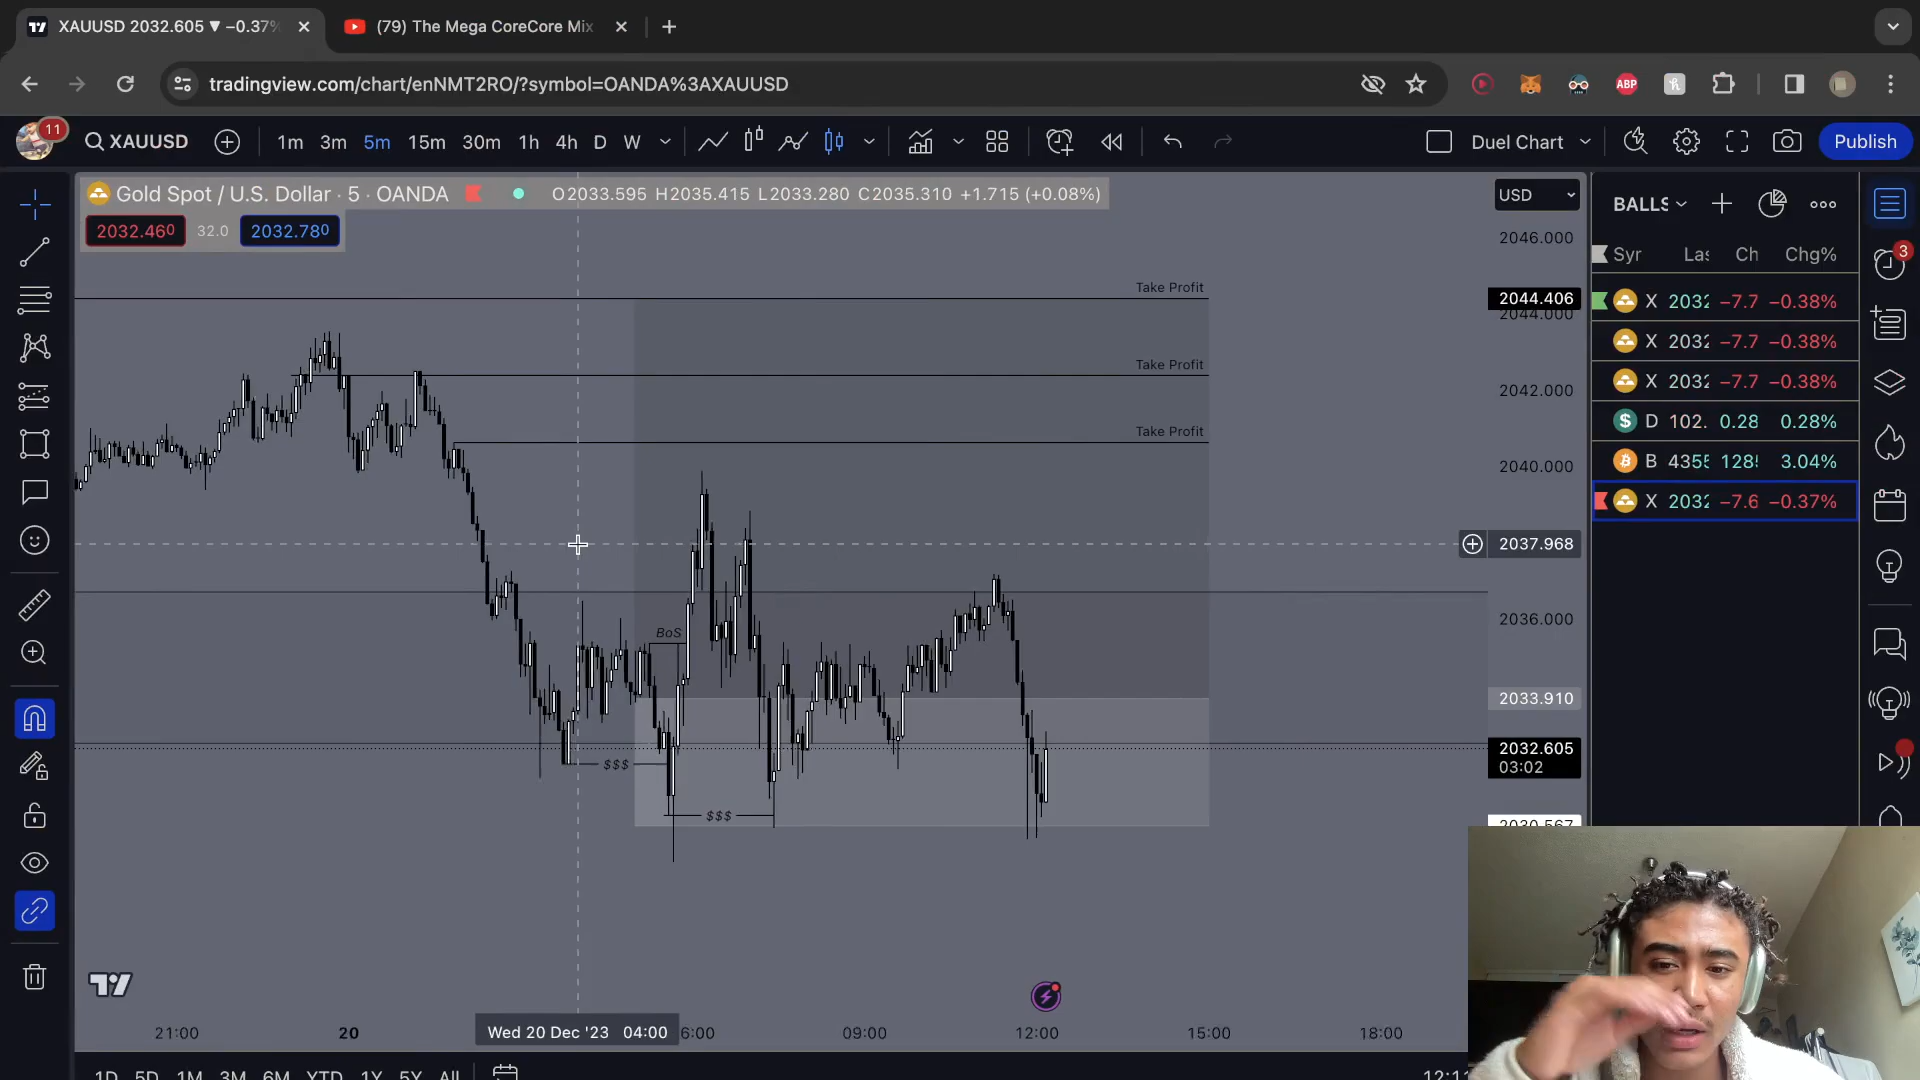 XAUUSD 2032.605 ▼ −0.37%
(79) The Mega CoreCore Mix
tradingview.com/chart/enNMT2RO/?symbol=OANDA%3AXAUUSD
ABP
11
XAUUSD
1m 3m 5m 15m 30m 1h 4h D W
Duel Chart
Publish
Gold Spot / U.S. Dollar · 5 · OANDA
O2033.595 H2035.415 L2033.280 C2035.310 +1.715 (+0.08%)
USD
BALLS
2032.460 32.0 2032.780
2046.000
Syr Las Ch Chg%
3
Take Profit
2044.406
2044.000
X 2032 −7.7 −0.38%
X 2032 −7.7 −0.38%
Take Profit
X 2032 −7.7 −0.38%
2042.000
D 102. 0.28 0.28%
Take Profit
B 4355 128 3.04%
2040.000
X 2032 −7.6 −0.37%
2037.968
2036.000
BoS
2033.910
2032.605
03:02
$$$
$$$
2030.567
21:00 20 Wed 20 Dec '23 04:00 6:00 09:00 12:00 15:00 18:00
1D 5D 1M 3M 6M YTD 1Y 5Y All